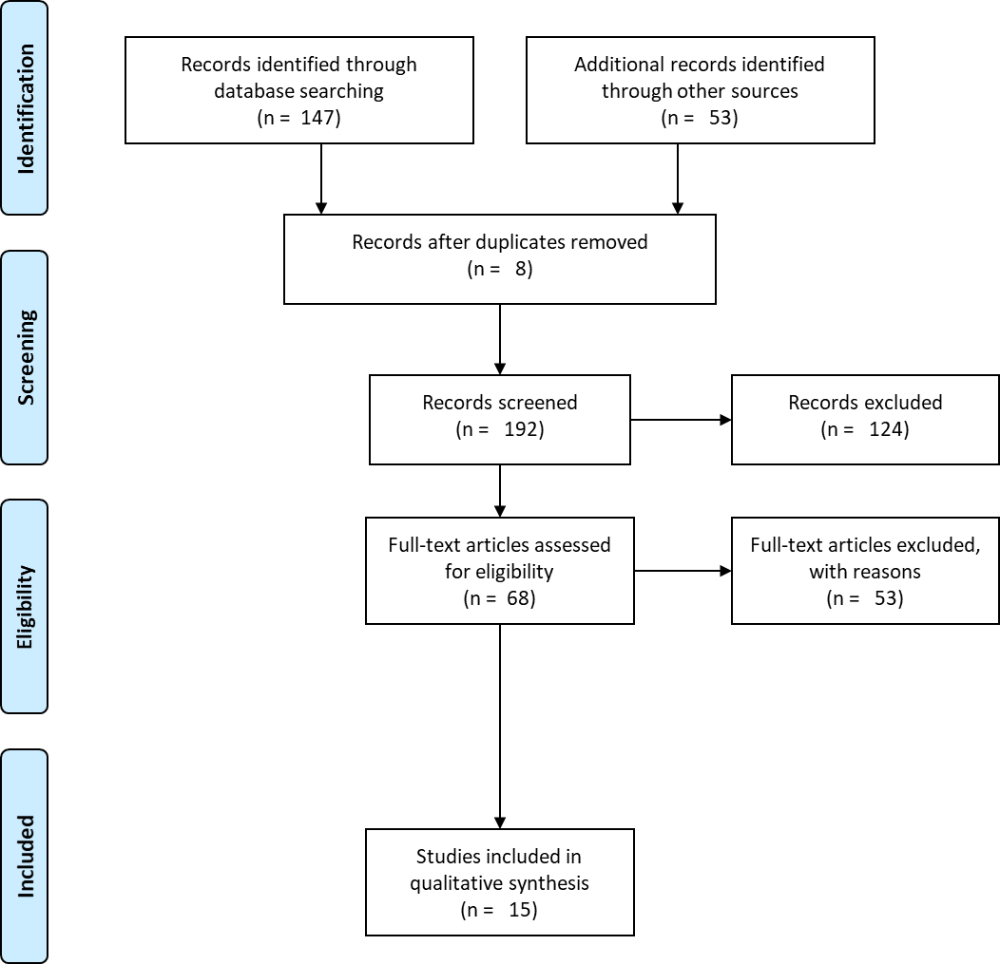 Identification
Records identified through
database searching
(n =  147)
Additional records identified
through other sources
(n =   53)
Records after duplicates removed
(n =   8)
Screening
Records screened
(n =   192)
Records excluded
(n =   124)
Eligibility
Full-text articles assessed
for eligibility
(n =  68)
Full-text articles excluded,
with reasons
(n =   53)
Included
Studies included in
qualitative synthesis
(n =   15)